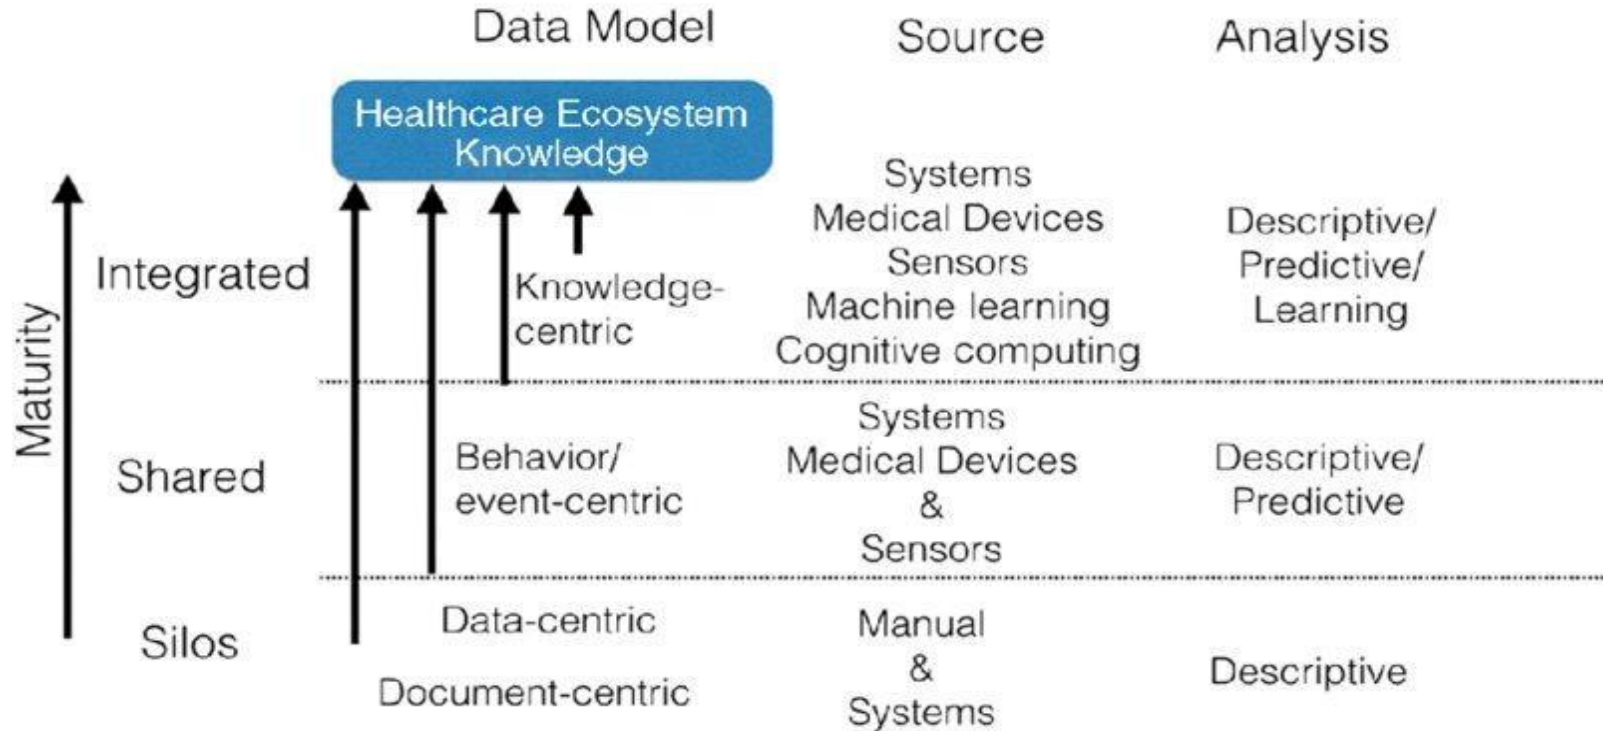 Data Model
Source
Analysis
Healthcare Ecosystem
Knowledge
Maturity
Integrated
Knowledge-
centric
Systems
Medical Devices
Sensors
Machine learning
Cognitive computing
Descriptive/
Predictive/
Learning
Shared
Behavior/
event-centric
Systems
Medical Devices
&
Sensors
Descriptive/
Predictive
Silos
Data-centric
Document-centric
Manual
&
Systems
Descriptive